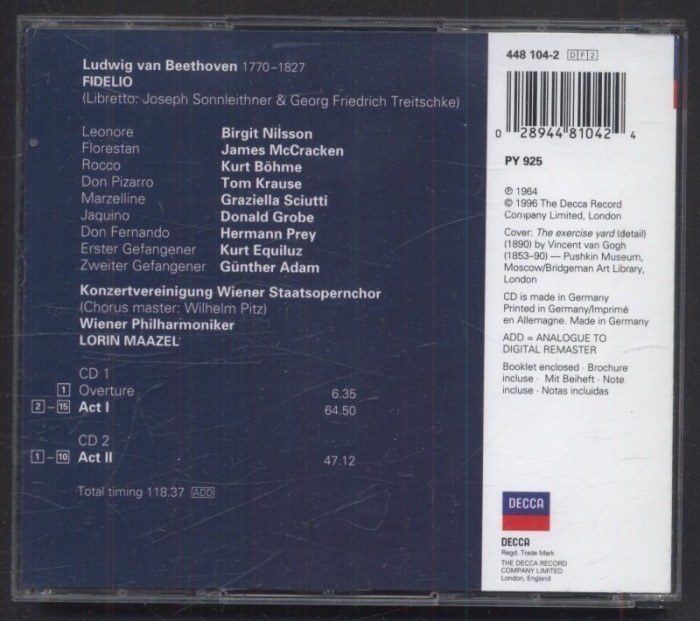 Ludwig van Beethoven 1770–1827
FIDELIO
(Libretto: Joseph Sonnleithner & Georg Friedrich Treitschke)
Leonore Birgit Nilsson
Florestan James McCracken
Rocco Kurt Böhme
Don Pizarro Tom Krause
Marzelline Graziella Sciutti
Jaquino Donald Grobe
Don Fernando Hermann Prey
Erster Gefangener Kurt Equiluz
Zweiter Gefangener Günther Adam
Konzertvereinigung Wiener Staatsopernchor
(Chorus master: Wilhelm Pitz)
Wiener Philharmoniker
LORIN MAAZEL
CD 1
1 Overture 6.35
2 – 15 Act I 64.50
CD 2
1 – 10 Act II 47.12
Total timing 118.37 ADD
448 104-2 DF2
0 28944 81042 4
PY 925
℗ 1964
© 1996 The Decca Record
Company Limited, London
Cover: The exercise yard (detail)
(1890) by Vincent van Gogh
(1853–90) — Pushkin Museum,
Moscow/Bridgeman Art Library,
London
CD is made in Germany
Printed in Germany/Imprimé
en Allemagne. Made in Germany
ADD = ANALOGUE TO
DIGITAL REMASTER
Booklet enclosed · Brochure
incluse · Mit Beiheft · Note
incluse · Notas incluidas
DECCA
DECCA
Regd. Trade Mark
THE DECCA RECORD
COMPANY LIMITED
London, England